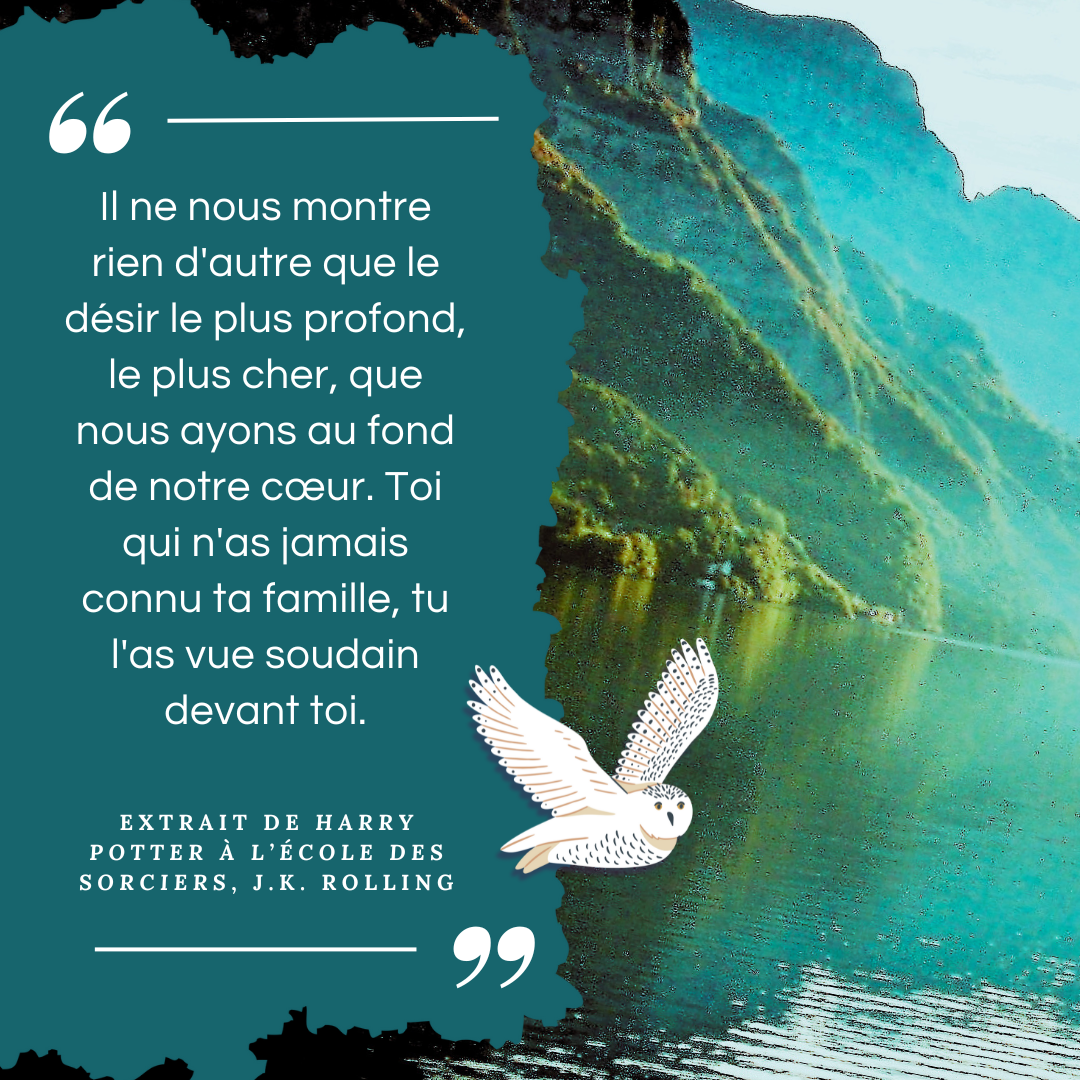 “
Il ne nous montre
rien d'autre que le
désir le plus profond,
le plus cher, que
nous ayons au fond
de notre cœur. Toi
qui n'as jamais
connu ta famille, tu
l'as vue soudain
devant toi.
EXTRAIT DE HARRY
POTTER À L’ÉCOLE DES
SORCIERS, J.K. ROLLING
”